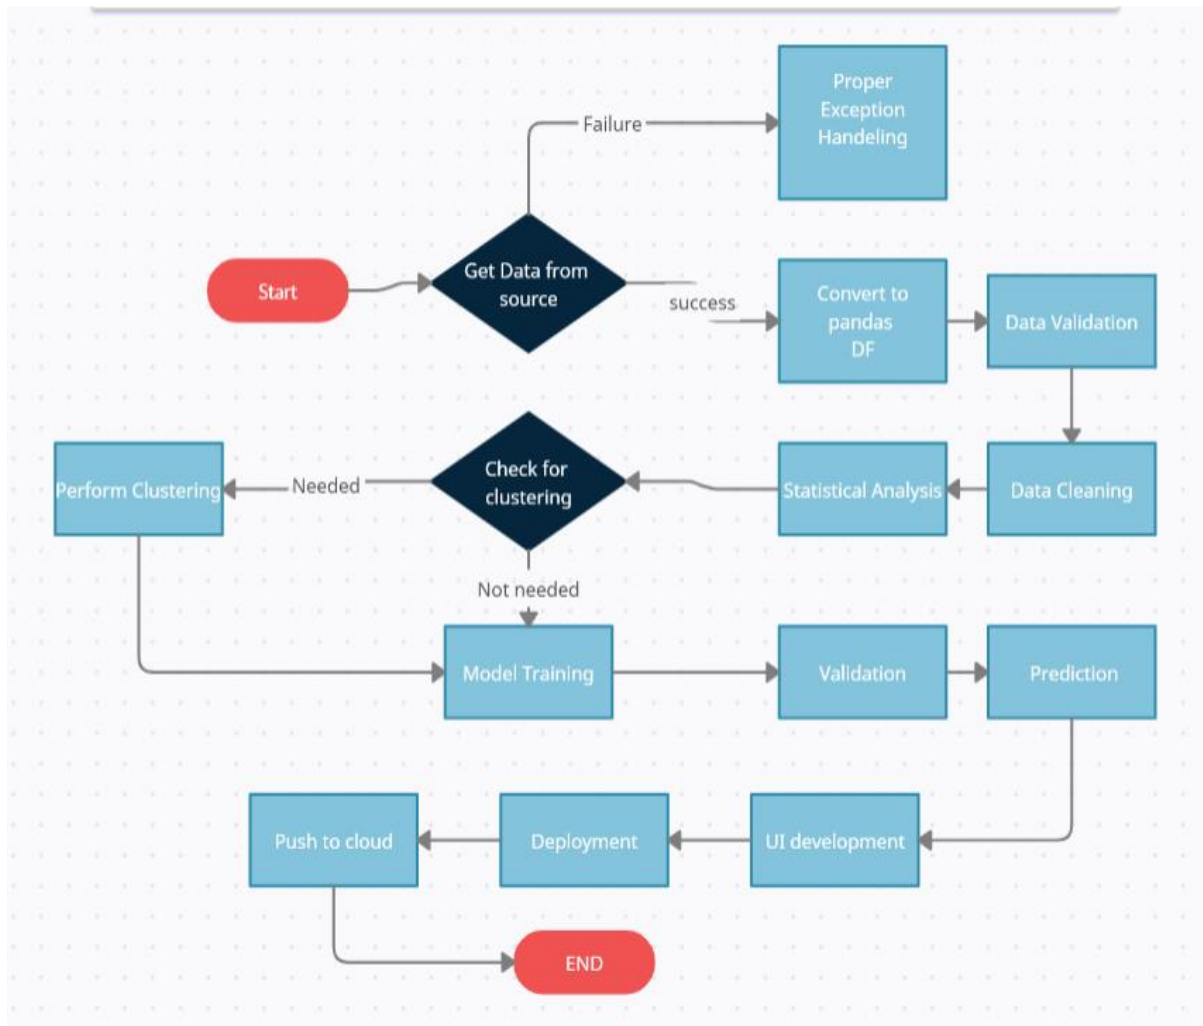 Proper
Exception
Handeling
Failure
Start
Get Data from
source
success
Convert to
pandas
DF
Data Validation
Perform Clustering
Needed
Check for
clustering
Statistical Analysis
Data Cleaning
Not needed
Model Training
Validation
Prediction
Push to cloud
Deployment
UI development
END